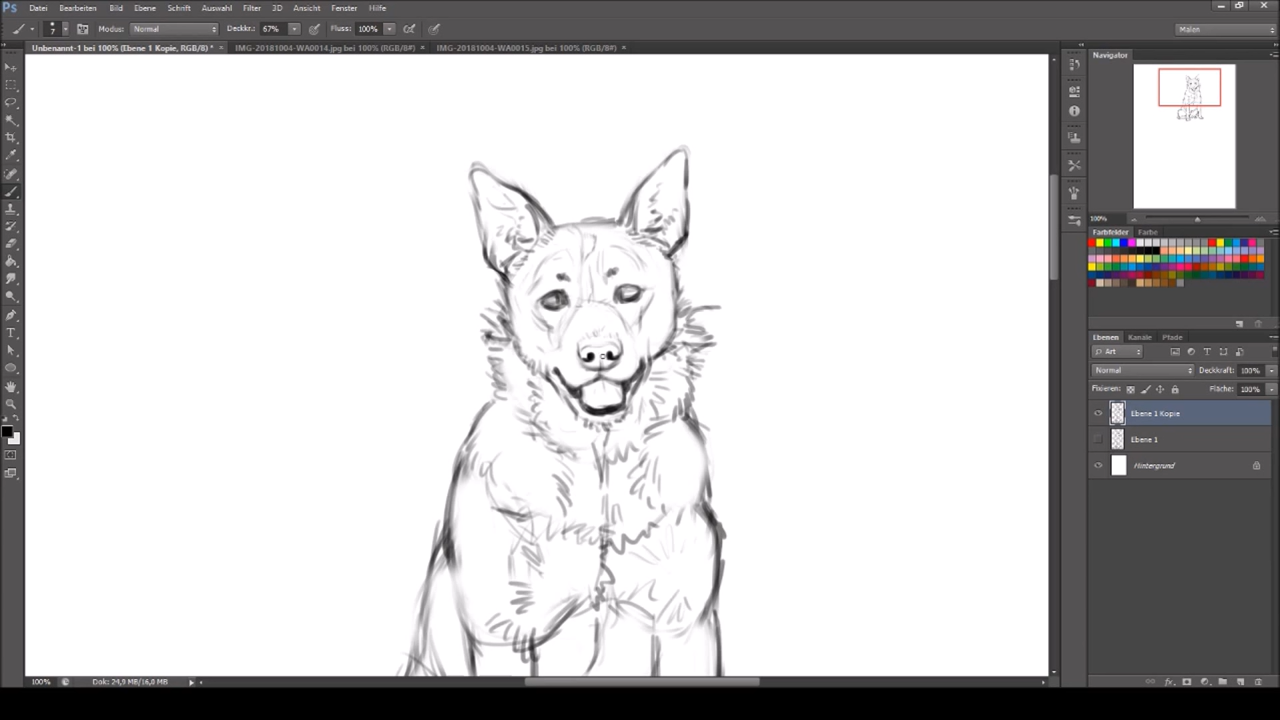 Ps Datei Bearbeiten Bild Ebene Schrift Auswahl Filter 3D Ansicht Fenster Hilfe
7 Modus: Normal Deckkr.: 67% Fluss: 100% Malen
Unbenannt-1 bei 100% (Ebene 1 Kopie, RGB/8) * × IMG-20181004-WA0014.jpg bei 100% (RGB/8#) × IMG-20181004-WA0015.jpg bei 100% (RGB/8#) ×
Navigator
100%
Farbfelder Farbe
Ebenen Kanäle Pfade
Art
Normal Deckkraft: 100%
Fixieren: Fläche: 100%
Ebene 1 Kopie
Ebene 1
Hintergrund
100% Dok: 24,9 MB/16,0 MB
fx